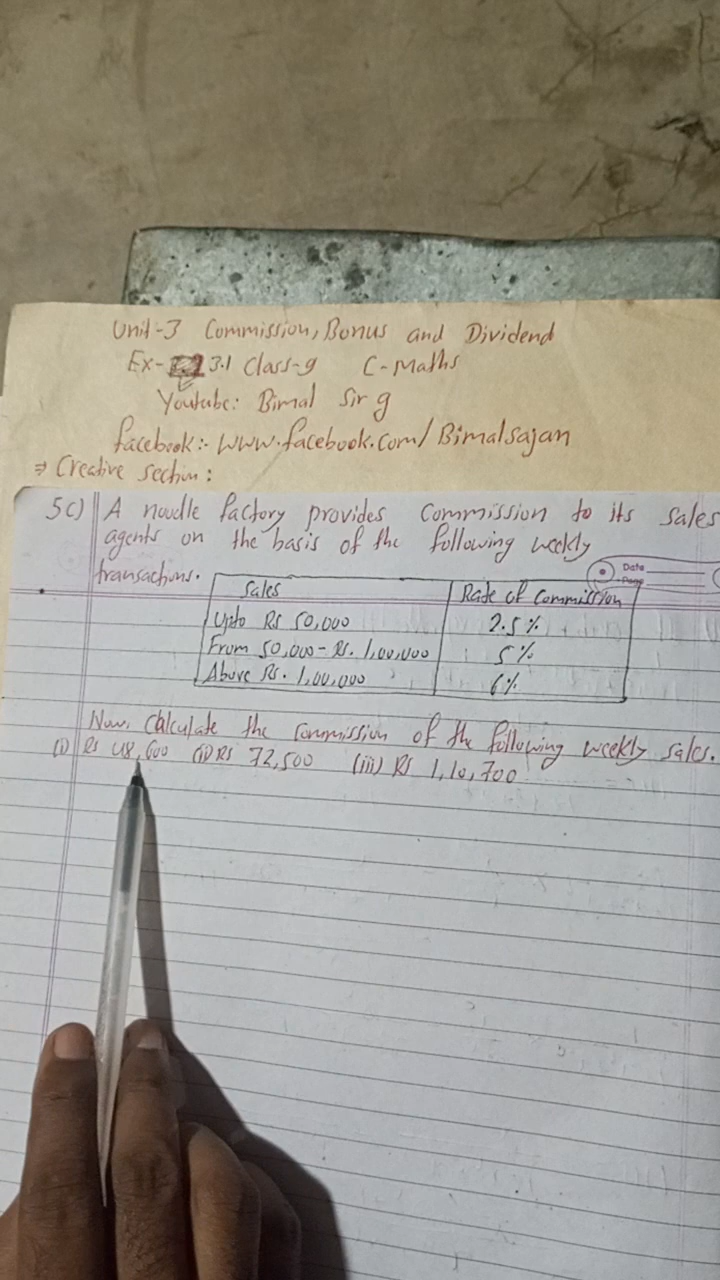 Unit-3 Commission, Bonus and Dividend
Ex- 3.1 Class-9 C-Maths
Youtube: Bimal Sir g
facebook:- www.facebook.com/Bimalsajan
⇒ Creative section:
5c) A noodle factory provides commission to its sales
agents on the basis of the following weekly
transactions.
Date
Page
Sales Rate of Commission
Upto Rs 50,000 2.5%
From 50,000 - Rs. 1,00,000 5%
Above Rs. 1,00,000 6%
Now, calculate the commission of the following weekly sales.
(i) Rs 48,600 (ii) Rs 72,500 (iii) Rs 1,10,700